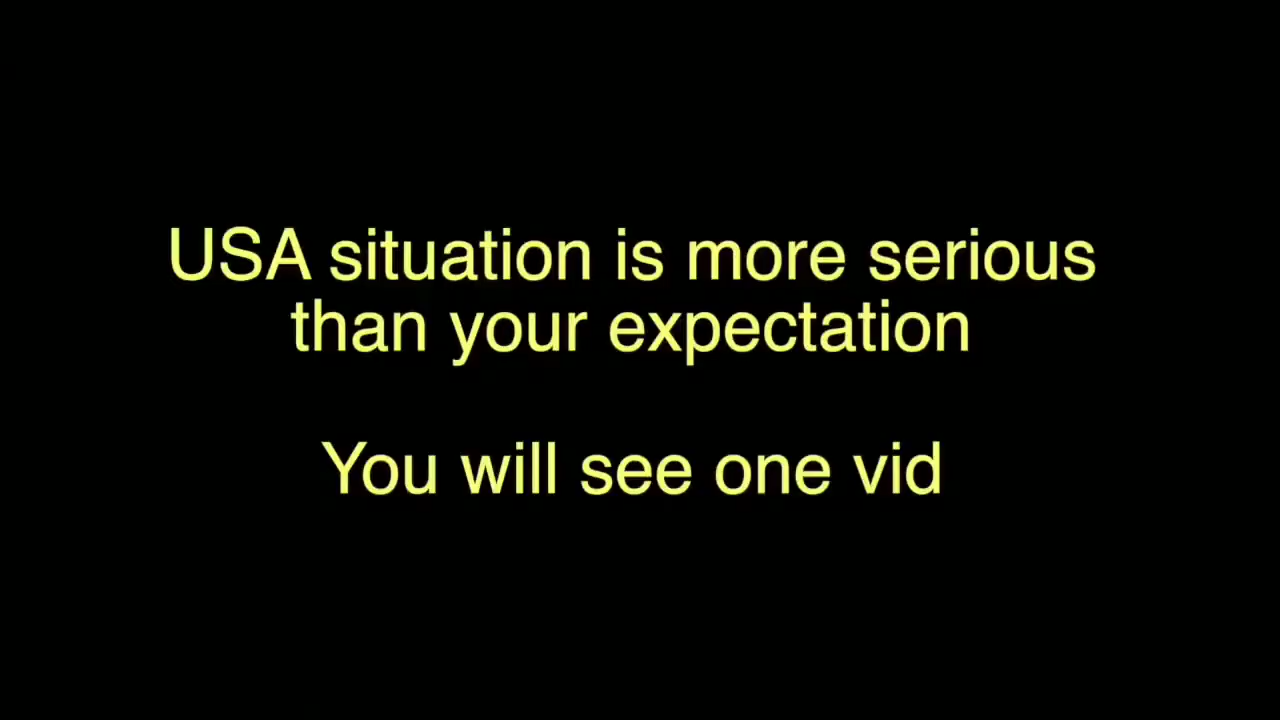 USA situation is more serious
than your expectation
You will see one vid